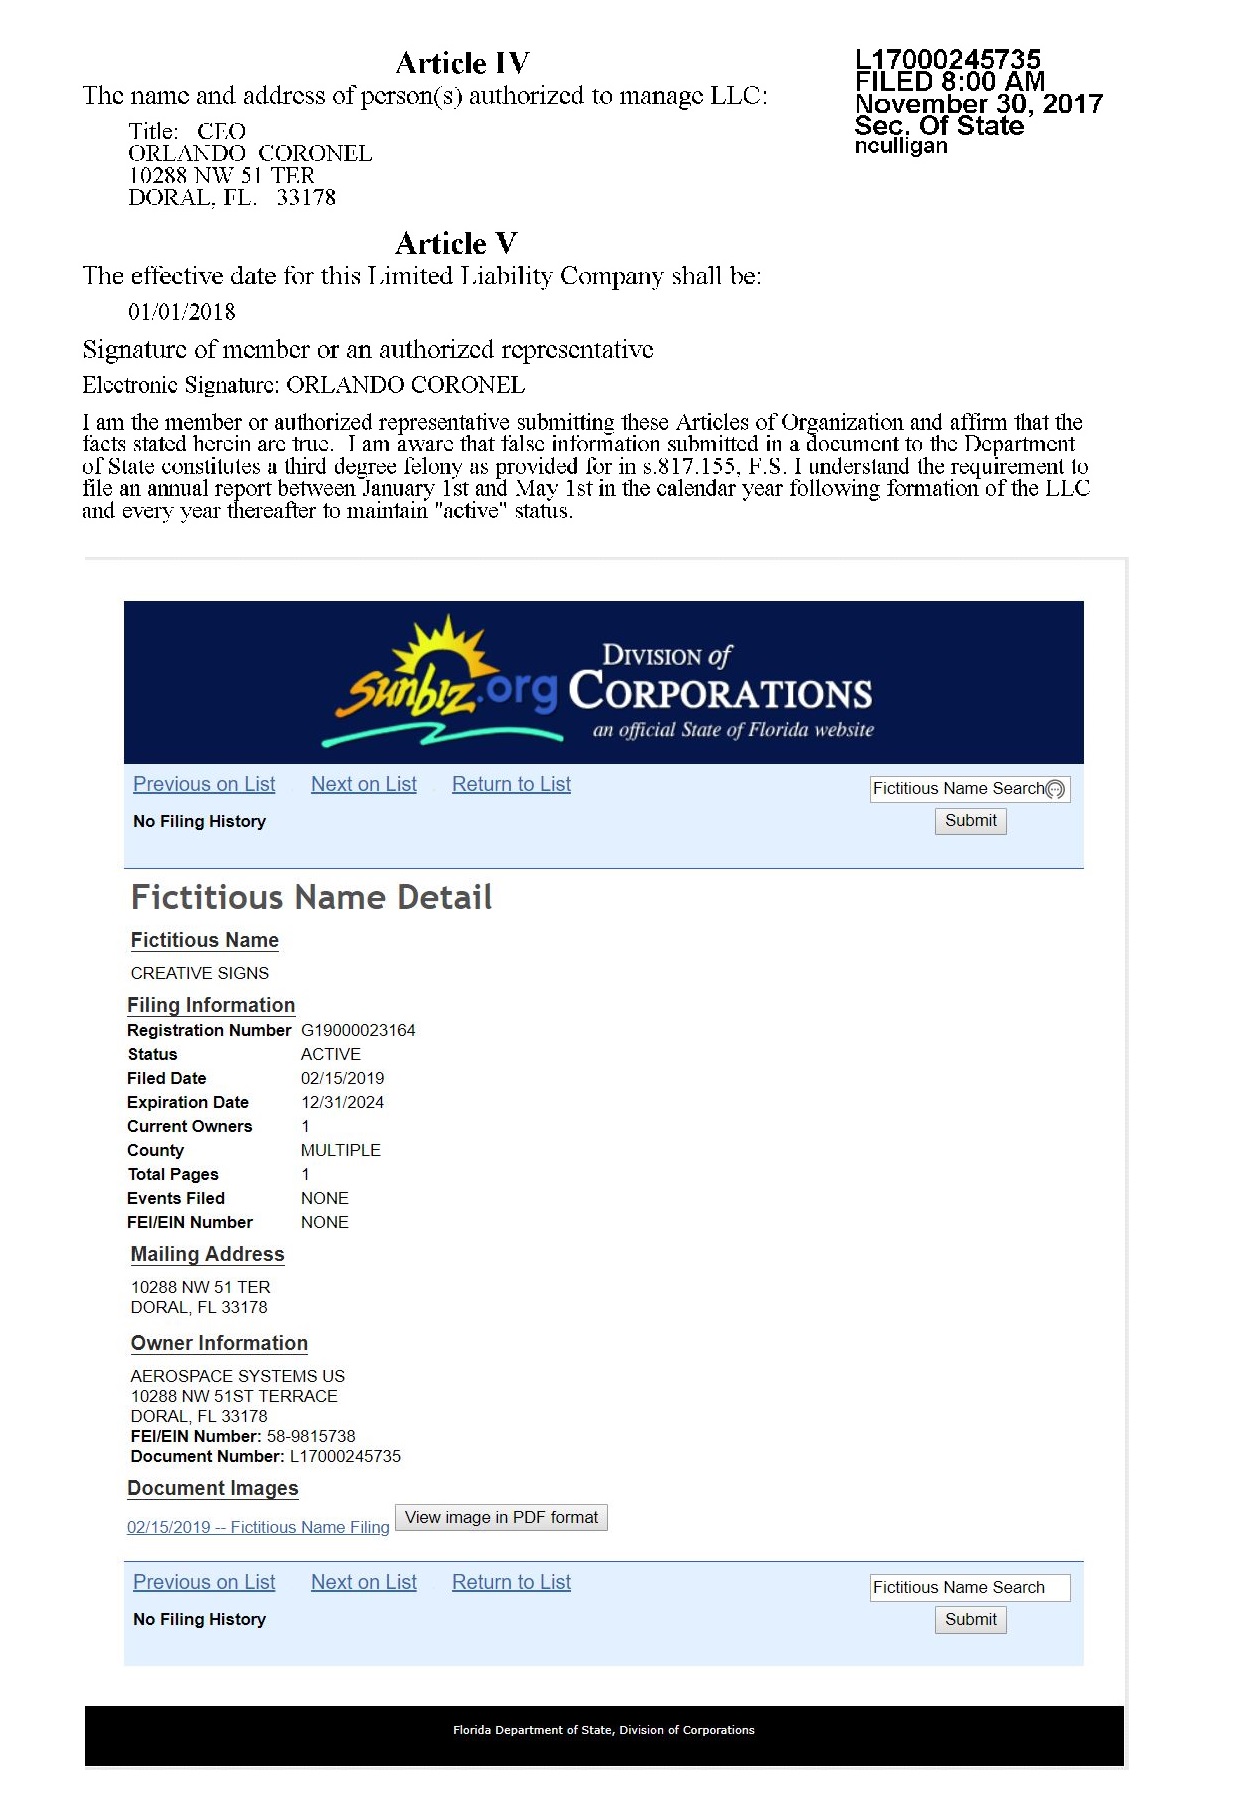 Article IV
The name and address of person(s) authorized to manage LLC:
Title: CEO
ORLANDO CORONEL
10288 NW 51 TER
DORAL, FL. 33178
L17000245735
FILED 8:00 AM
November 30, 2017
Sec. Of State
nculligan
Article V
The effective date for this Limited Liability Company shall be:
01/01/2018
Signature of member or an authorized representative
Electronic Signature: ORLANDO CORONEL
I am the member or authorized representative submitting these Articles of Organization and affirm that the
facts stated herein are true. I am aware that false information submitted in a document to the Department
of State constitutes a third degree felony as provided for in s.817.155, F.S. I understand the requirement to
file an annual report between January 1st and May 1st in the calendar year following formation of the LLC
and every year thereafter to maintain "active" status.
Sunbiz.org
DIVISION of
CORPORATIONS
an official State of Florida website
Previous on List Next on List Return to List
Fictitious Name Search
No Filing History
Submit
Fictitious Name Detail
Fictitious Name
CREATIVE SIGNS
Filing Information
Registration Number G19000023164
Status ACTIVE
Filed Date 02/15/2019
Expiration Date 12/31/2024
Current Owners 1
County MULTIPLE
Total Pages 1
Events Filed NONE
FEI/EIN Number NONE
Mailing Address
10288 NW 51 TER
DORAL, FL 33178
Owner Information
AEROSPACE SYSTEMS US
10288 NW 51ST TERRACE
DORAL, FL 33178
FEI/EIN Number: 58-9815738
Document Number: L17000245735
Document Images
02/15/2019 -- Fictitious Name Filing View image in PDF format
Previous on List Next on List Return to List
Fictitious Name Search
No Filing History
Submit
Florida Department of State, Division of Corporations